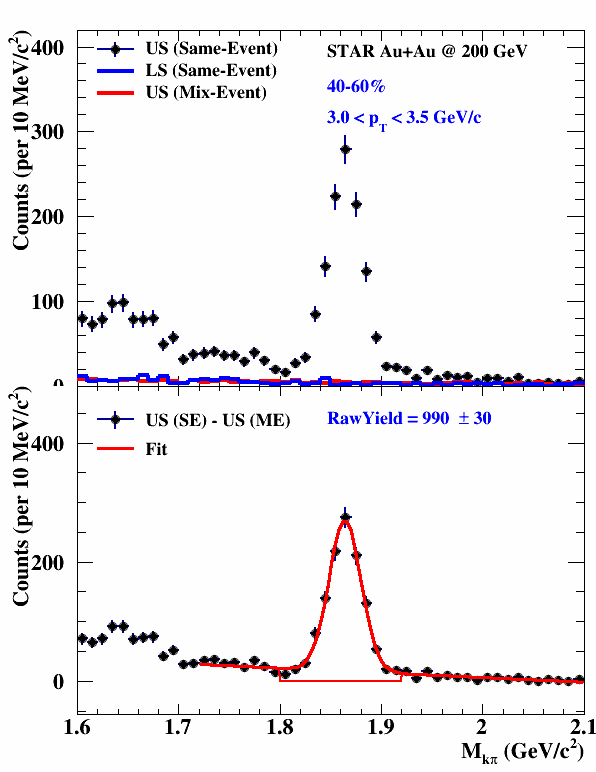 400
US (Same-Event)
STAR Au+Au @ 200 GeV
LS (Same-Event)
US (Mix-Event)
40-60%
3.0 < pT < 3.5 GeV/c
300
200
100
0
Counts (per 10 MeV/c²)
US (SE) - US (ME)
RawYield = 990 ± 30
Fit
400
200
0
Counts (per 10 MeV/c²)
1.6 1.7 1.8 1.9 2 2.1
Mkπ (GeV/c²)